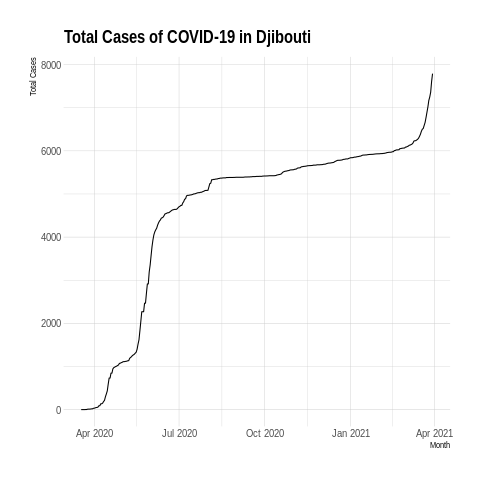 Total Cases of COVID-19 in Djibouti
Total Cases
8000
6000
4000
2000
0
Apr 2020 Jul 2020 Oct 2020 Jan 2021 Apr 2021
Month